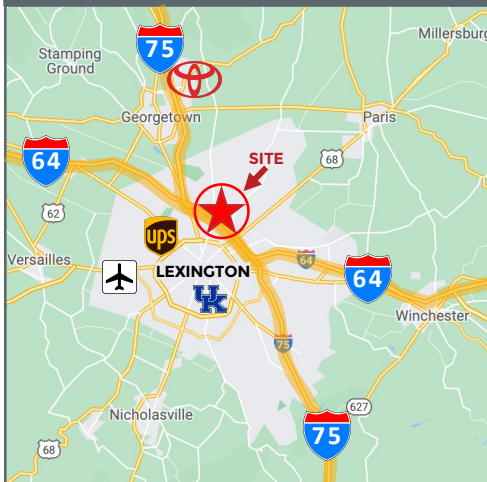 Millersburg
75
Stamping
Ground
Georgetown
Paris
64
SITE
68
62
ups
Versailles
LEXINGTON
64
64
UK
Winchester
75
627
Nicholasville
75
68